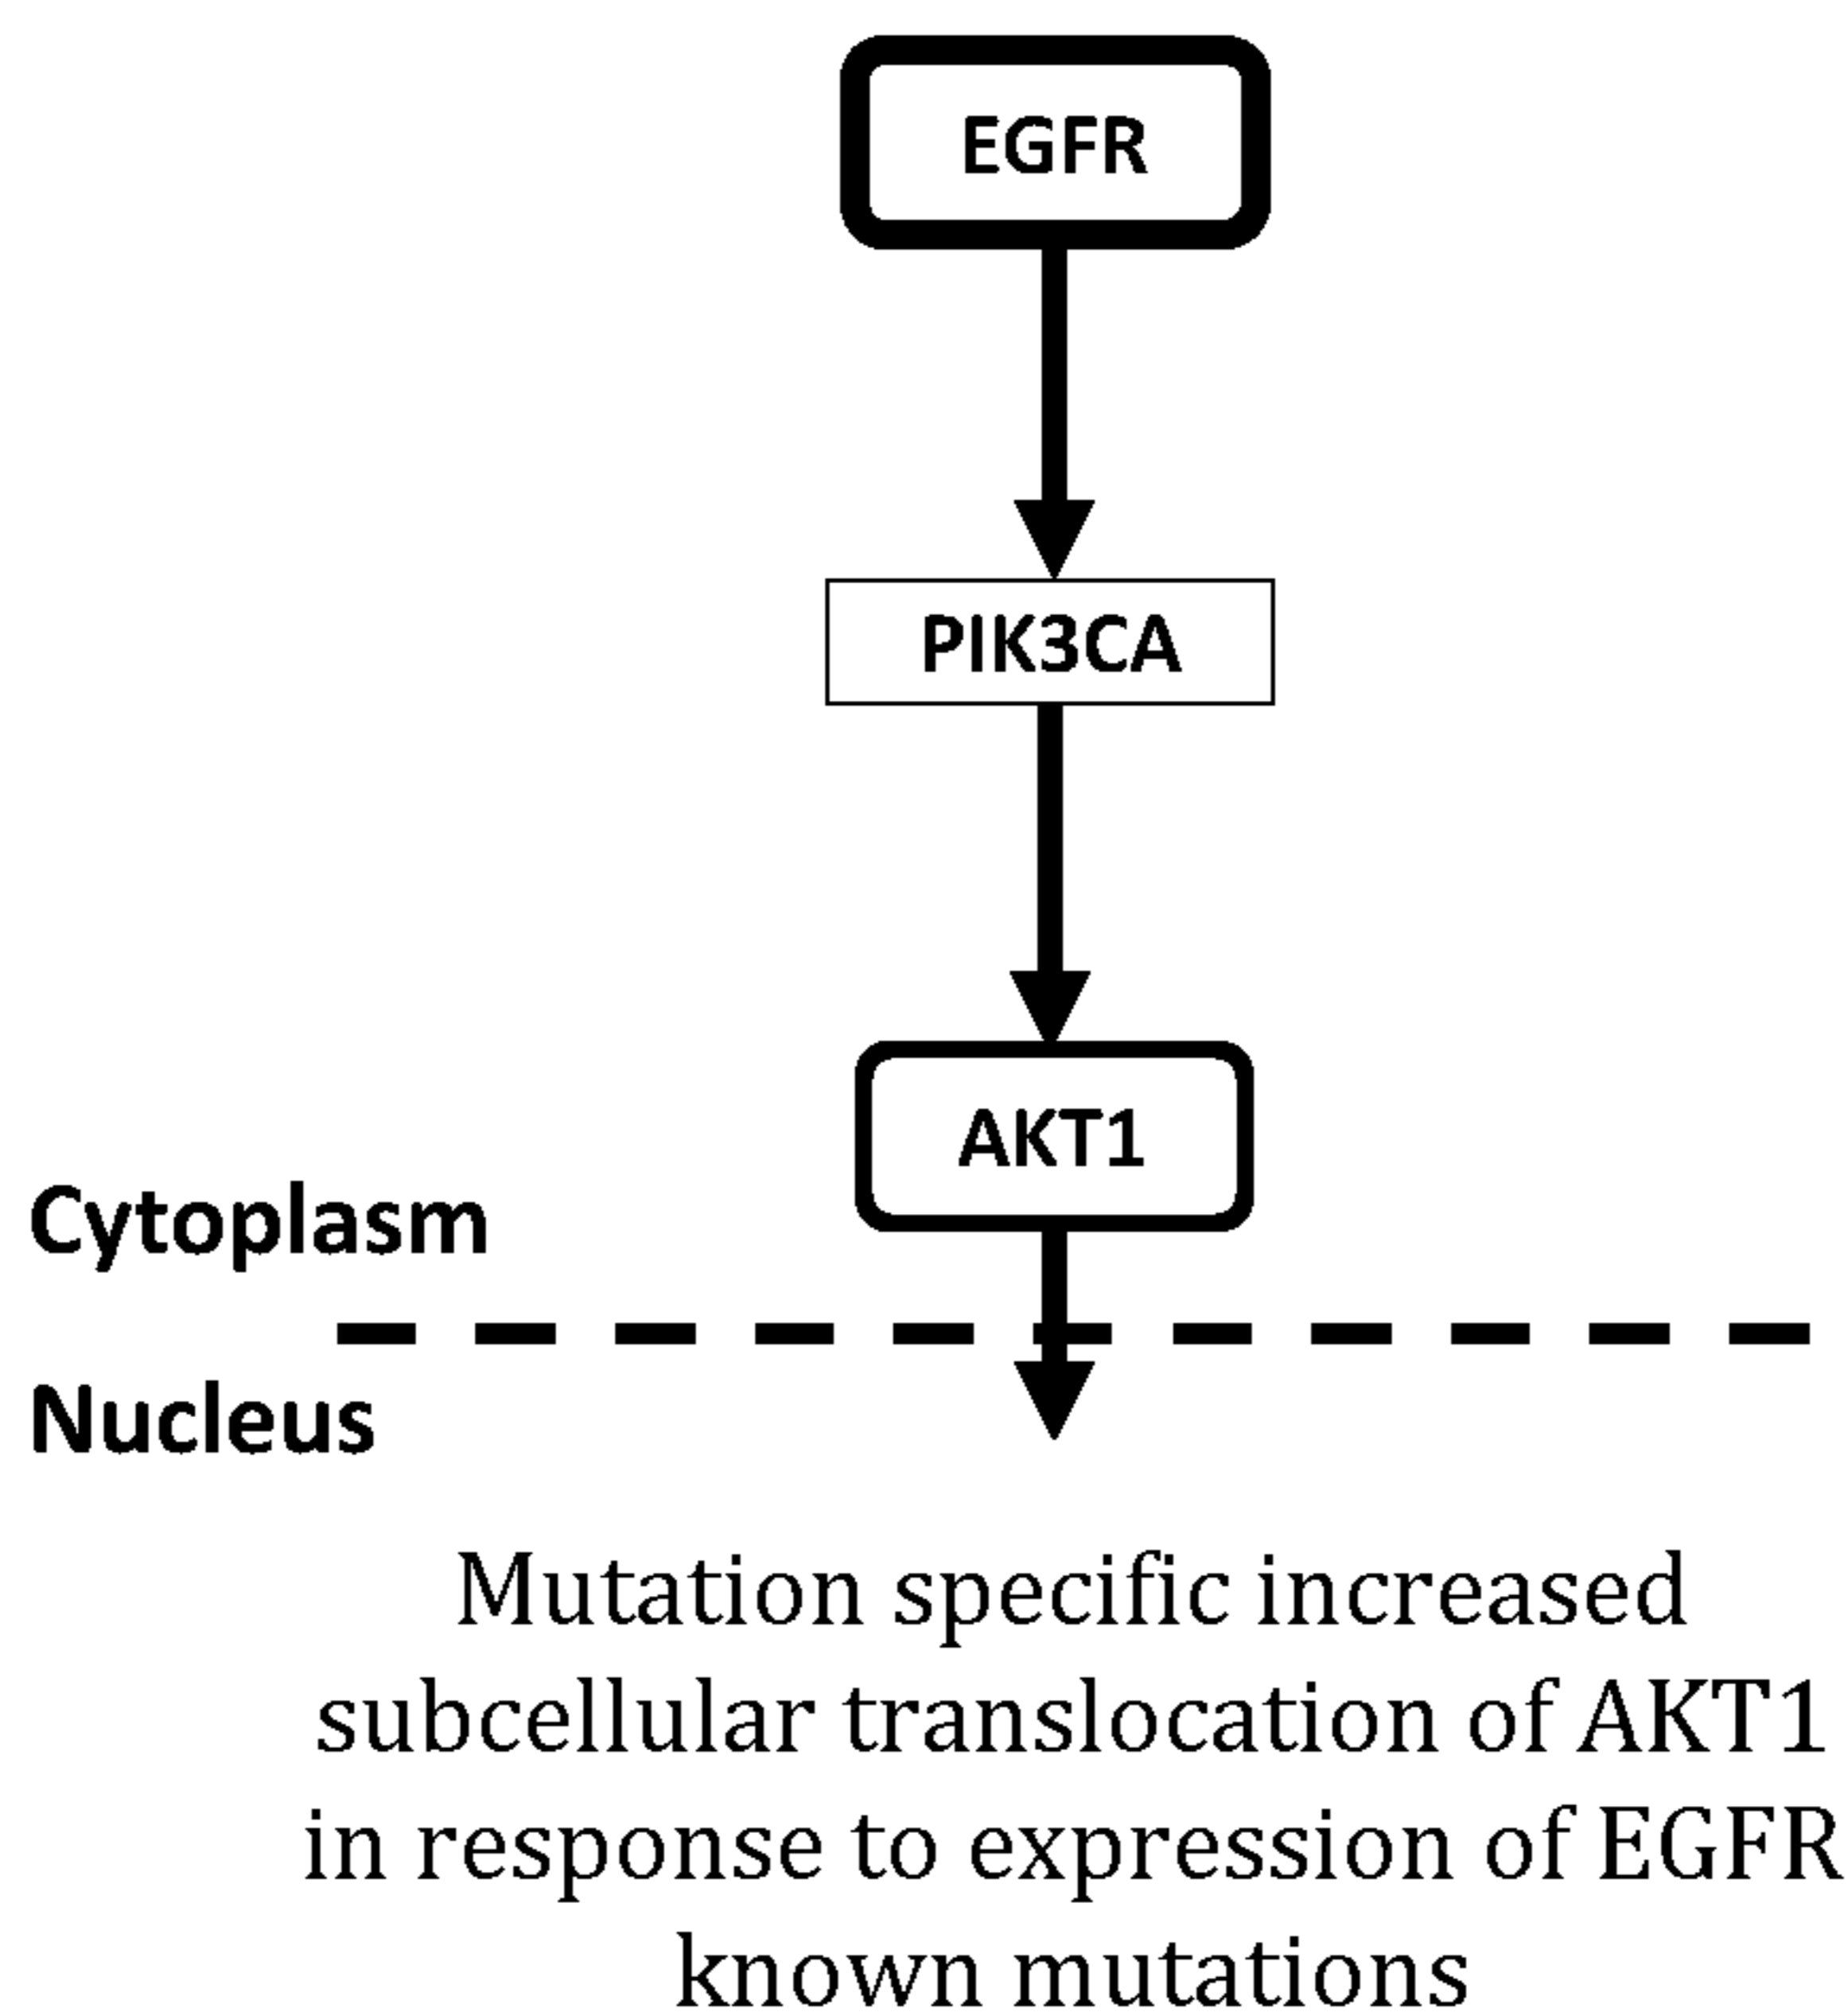 EGFR
PIK3CA
AKT1
Cytoplasm
Nucleus
Mutation specific increased
subcellular translocation of AKT1
in response to expression of EGFR
known mutations